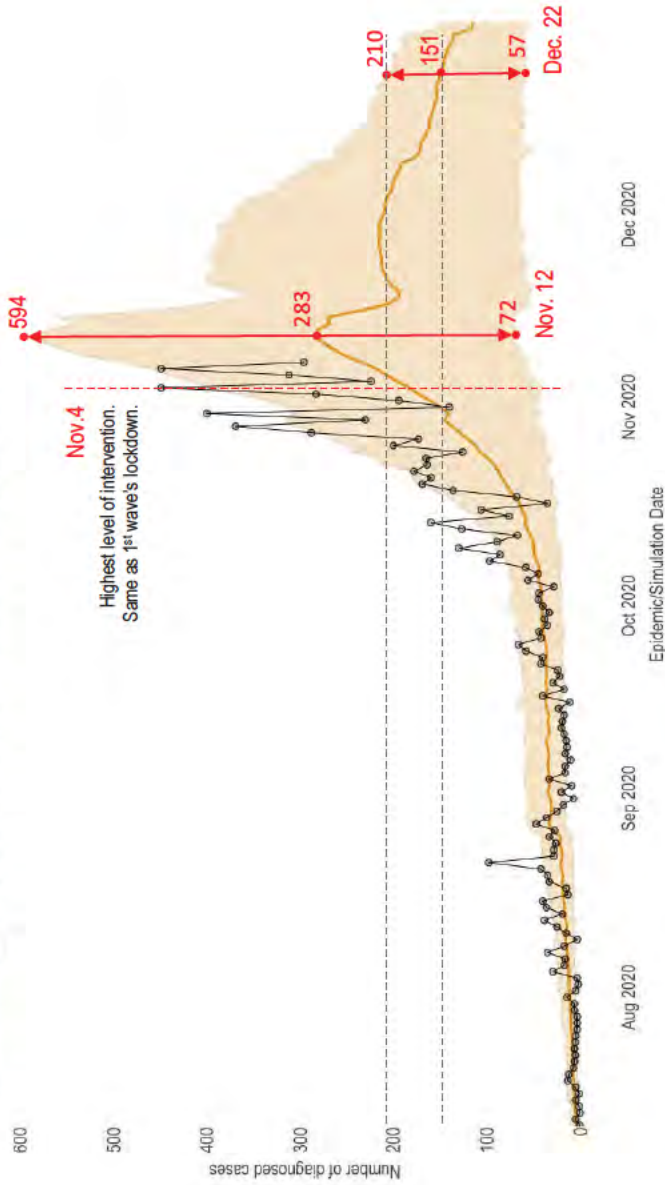 600
500
400
300
200
100
0
Number of diagnosed cases
Nov.4
Highest level of intervention.
Same as 1st wave's lockdown.
594
283
72
Nov. 12
210
151
57
Dec. 22
Aug 2020
Sep 2020
Oct 2020
Nov 2020
Dec 2020
Epidemic/Simulation Date